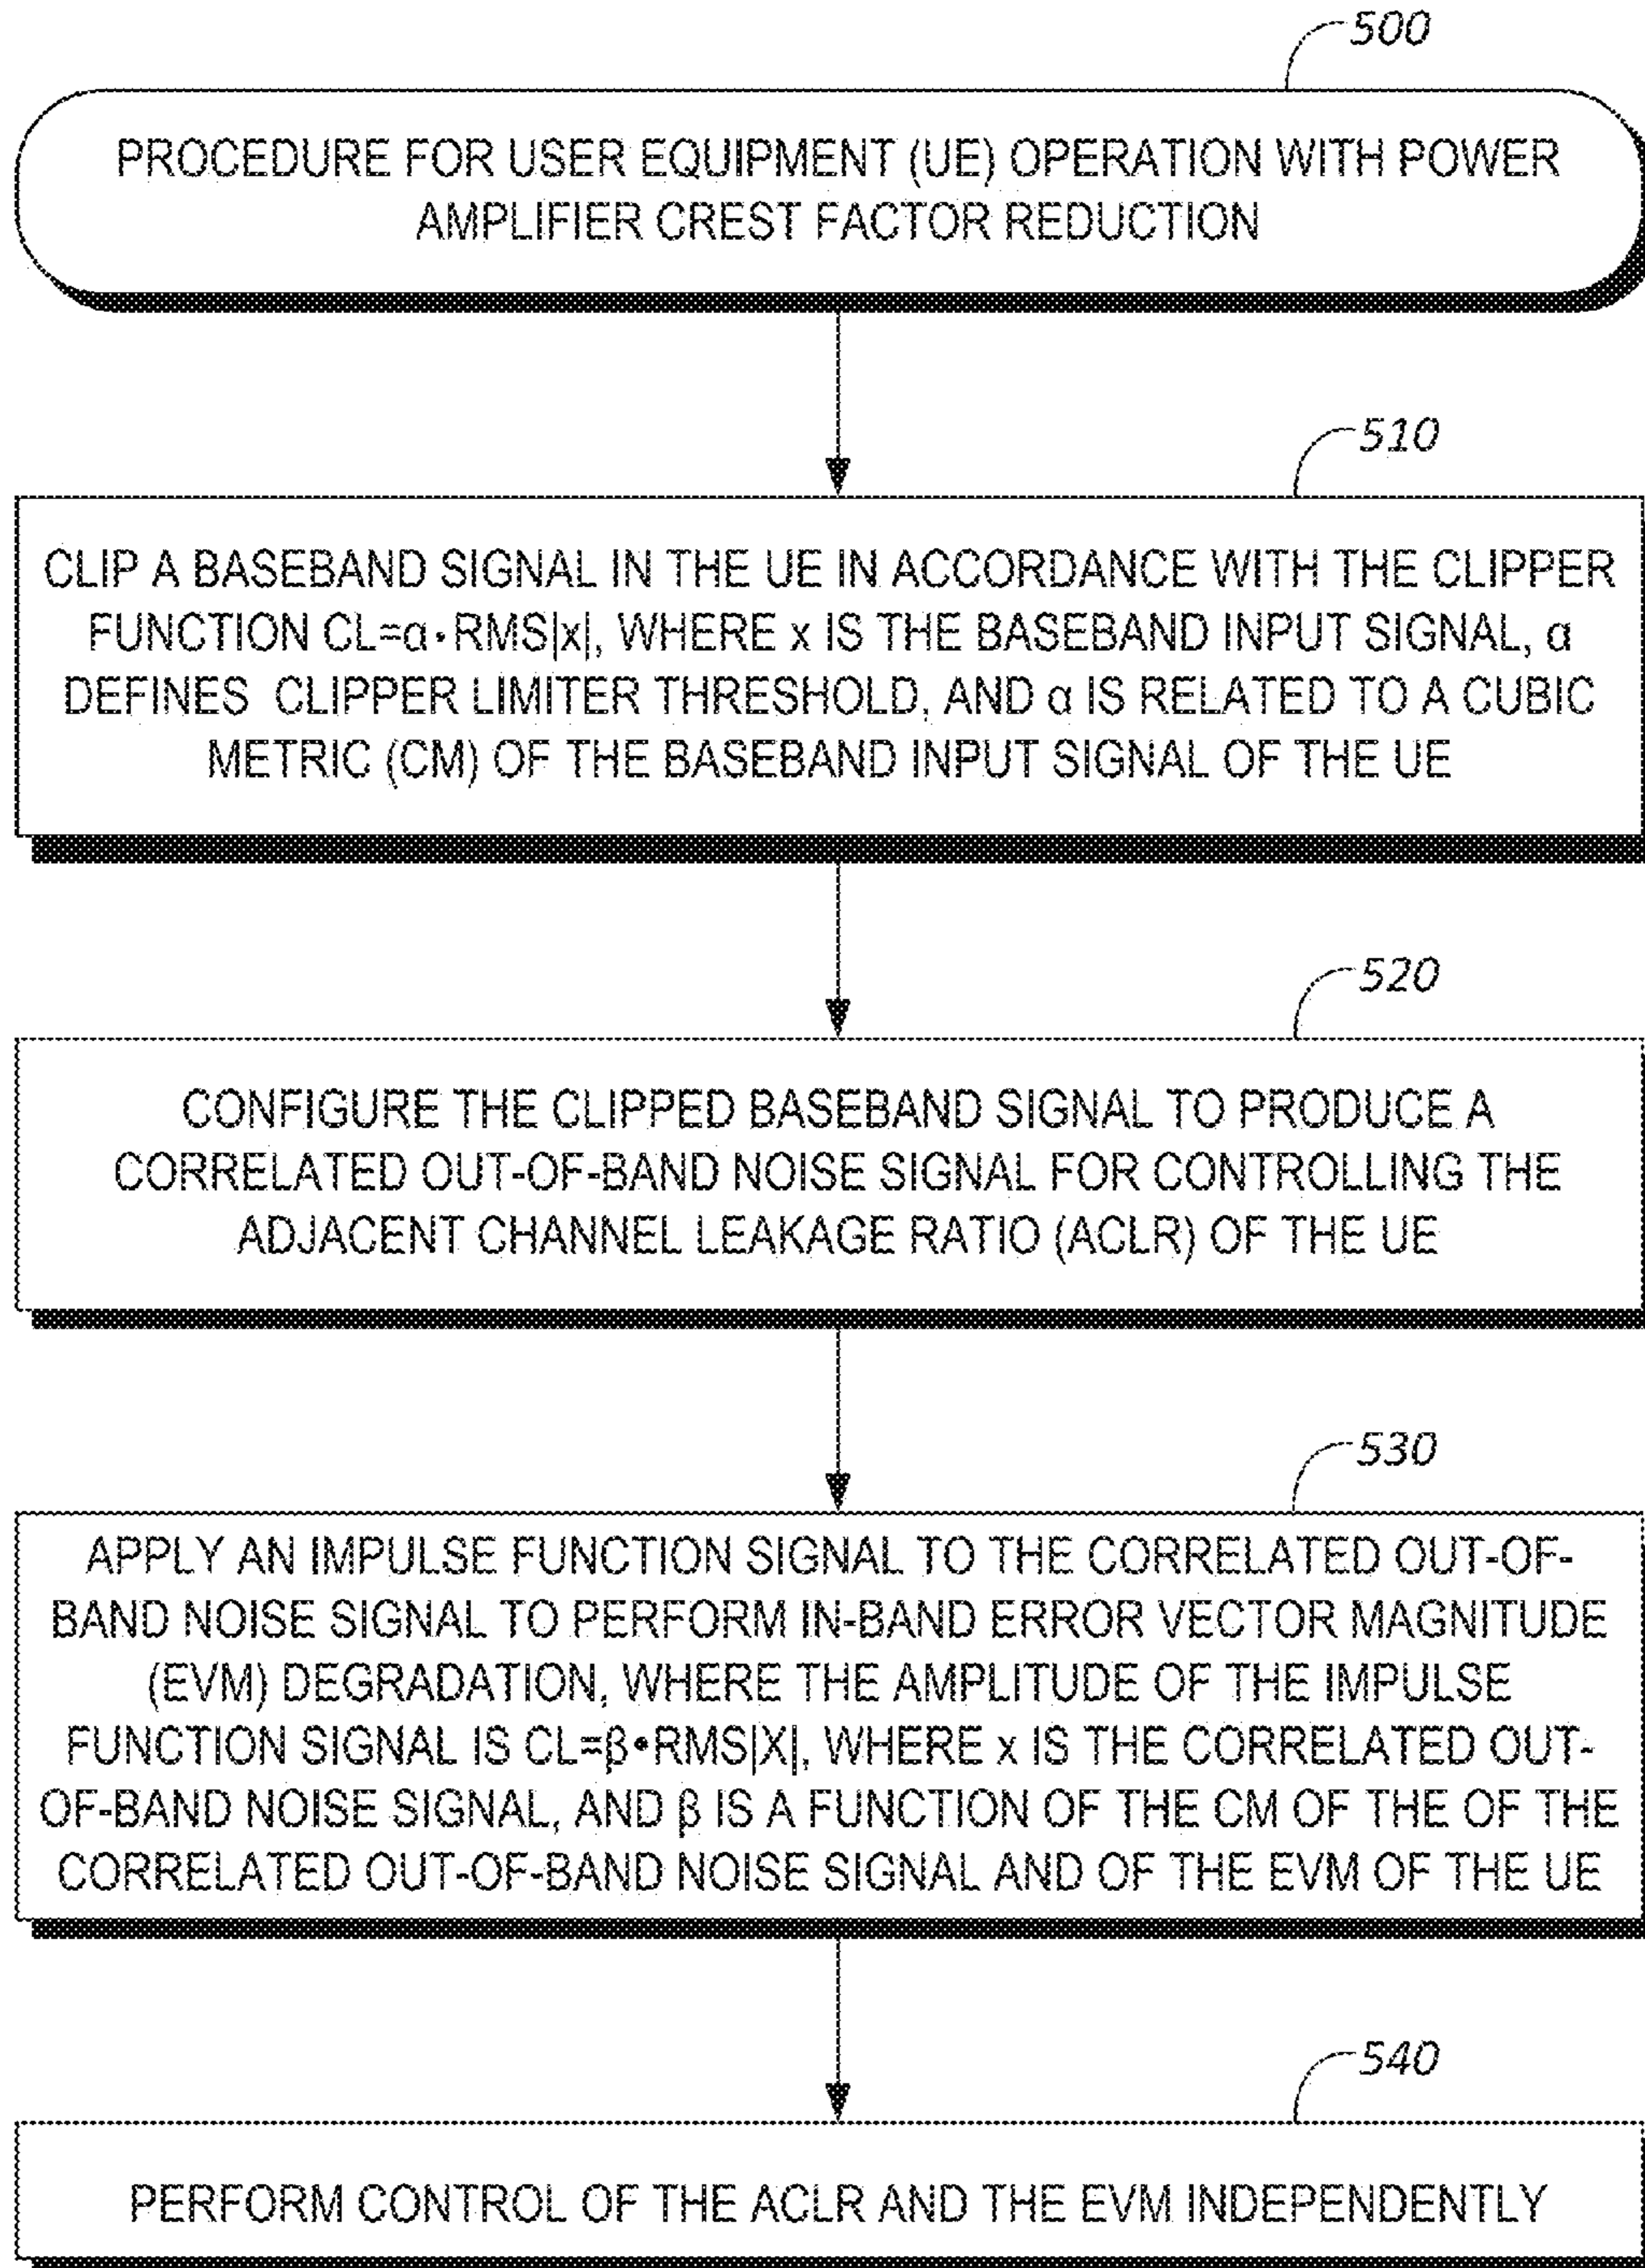 500
PROCEDURE FOR USER EQUIPMENT (UE) OPERATION WITH POWER
AMPLIFIER CREST FACTOR REDUCTION
510
CLIP A BASEBAND SIGNAL IN THE UE IN ACCORDANCE WITH THE CLIPPER
FUNCTION CL=α·RMS|x|, WHERE x IS THE BASEBAND INPUT SIGNAL, α
DEFINES CLIPPER LIMITER THRESHOLD, AND α IS RELATED TO A CUBIC
METRIC (CM) OF THE BASEBAND INPUT SIGNAL OF THE UE
520
CONFIGURE THE CLIPPED BASEBAND SIGNAL TO PRODUCE A
CORRELATED OUT-OF-BAND NOISE SIGNAL FOR CONTROLLING THE
ADJACENT CHANNEL LEAKAGE RATIO (ACLR) OF THE UE
530
APPLY AN IMPULSE FUNCTION SIGNAL TO THE CORRELATED OUT-OF-
BAND NOISE SIGNAL TO PERFORM IN-BAND ERROR VECTOR MAGNITUDE
(EVM) DEGRADATION, WHERE THE AMPLITUDE OF THE IMPULSE
FUNCTION SIGNAL IS CL=β•RMS|X|, WHERE x IS THE CORRELATED OUT-
OF-BAND NOISE SIGNAL, AND β IS A FUNCTION OF THE CM OF THE OF THE
CORRELATED OUT-OF-BAND NOISE SIGNAL AND OF THE EVM OF THE UE
540
PERFORM CONTROL OF THE ACLR AND THE EVM INDEPENDENTLY